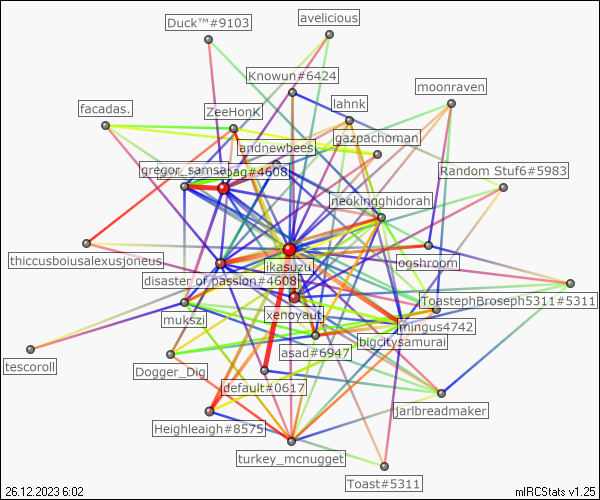 Duck™#9103
avelicious
Knowun#6424
moonraven
lahnk
facadas.
ZeeHonk
gazpachoman
andnewbees
gregor_samsa
bag#4608
Random Stuf6#5983
neokingghidorah
thiccusboiusalexusjoneus
ikasuzu
logshroom
disaster of passion#4608
ToastephBroseph5311#5311
xenoyaut
mukszi
mingus4742
bigcitysamurai
asad#6947
tescoroll
Dogger_Dig
default#0617
jarlbreadmaker
Heighleaigh#8575
turkey_mcnugget
Toast#5311
26.12.2023 6:02
mIRCStats v1.25